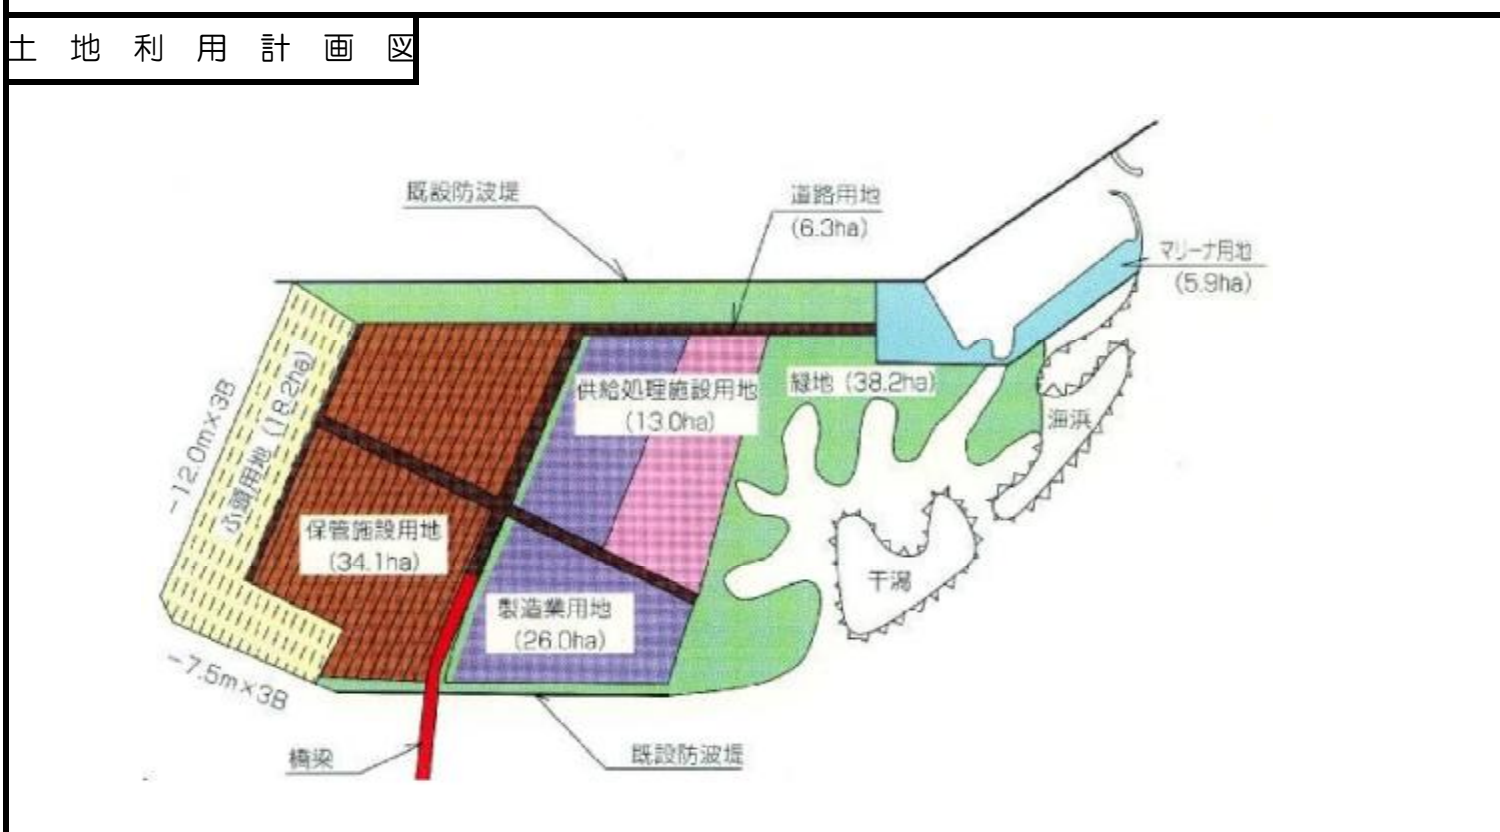 土地利用計画図
既設防波堤
道路用地
(6.3ha)
マリーナ用地
(5.9ha)
-12.0m×3B
ふ頭用地 (18.2ha)
供給処理施設用地
(13.0ha)
緑地 (38.2ha)
海浜
保管施設用地
(34.1ha)
干潟
製造業用地
(26.0ha)
-7.5m×3B
橋梁
既設防波堤